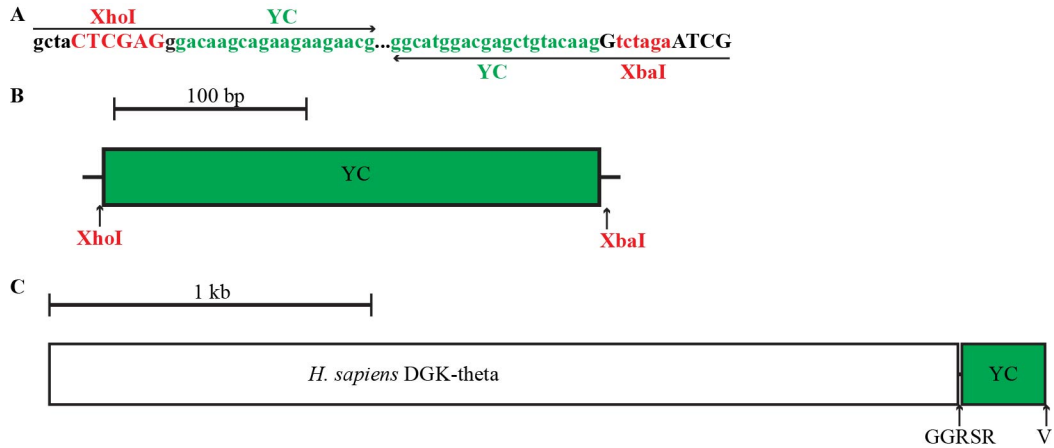 A
XhoI YC
gctaCTCGAGggacaagcagaagaagaacg...ggcatggacgagctgtacaagGtctagaATCG
YC XbaI
B
100 bp
YC
XhoI XbaI
C
1 kb
H. sapiens DGK-theta YC
GGRSR V